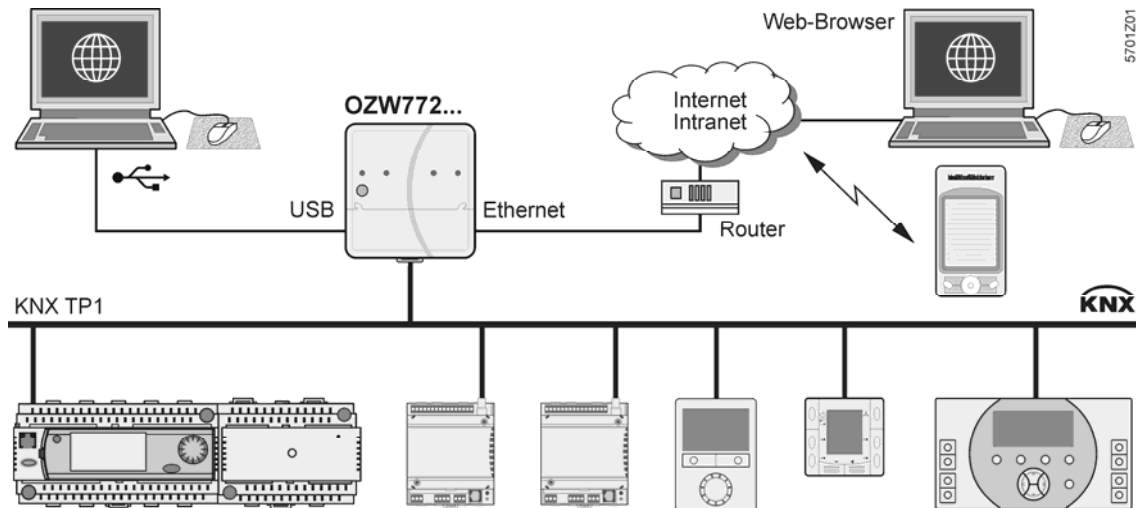 Web-Browser
5701Z01
OZW772...
Internet
Intranet
USB
Ethernet
Router
KNX TP1
KNX